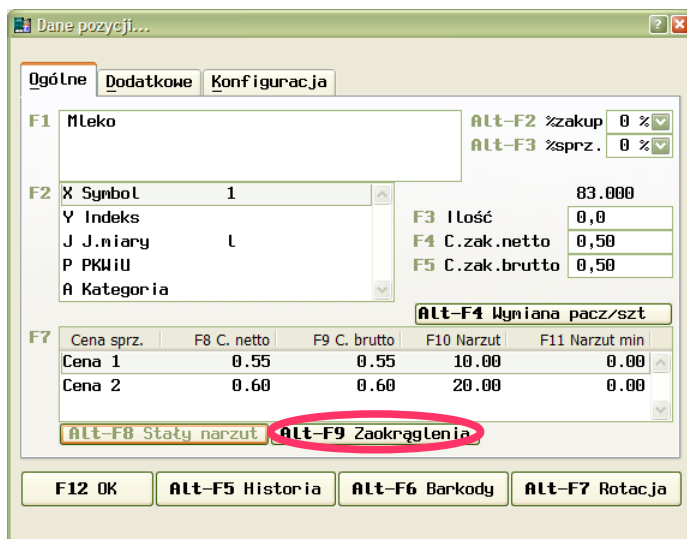 Dane pozycji...
Ogólne Dodatkowe Konfiguracja
F1 Mleko Alt-F2 %zakup 0 %
Alt-F3 %sprz. 0 %
F2 X Symbol 1 83.000
Y Indeks F3 Ilość 0,0
J J.miary l F4 C.zak.netto 0,50
P PKWiU F5 C.zak.brutto 0,50
A Kategoria
Alt-F4 Wymiana pacz/szt
F7 Cena sprz. F8 C. netto F9 C. brutto F10 Narzut F11 Narzut min
Cena 1 0.55 0.55 10.00 0.00
Cena 2 0.60 0.60 20.00 0.00
Alt-F8 Stały narzut Alt-F9 Zaokrąglenia
F12 OK Alt-F5 Historia Alt-F6 Barkody Alt-F7 Rotacja